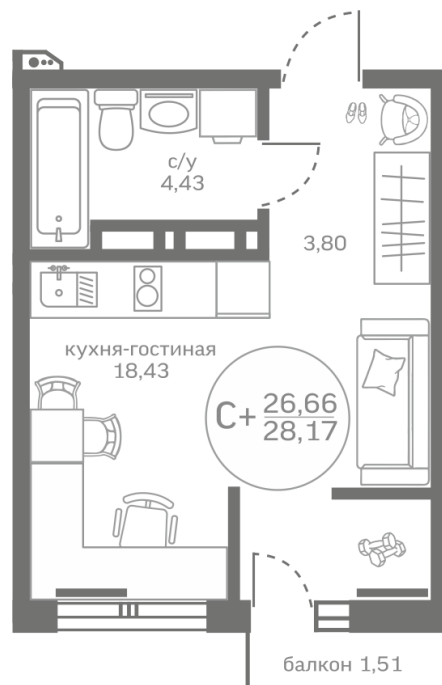 с/у
4,43
3,80
кухня-гостиная
18,43
С+ 26,66
28,17
балкон 1,51